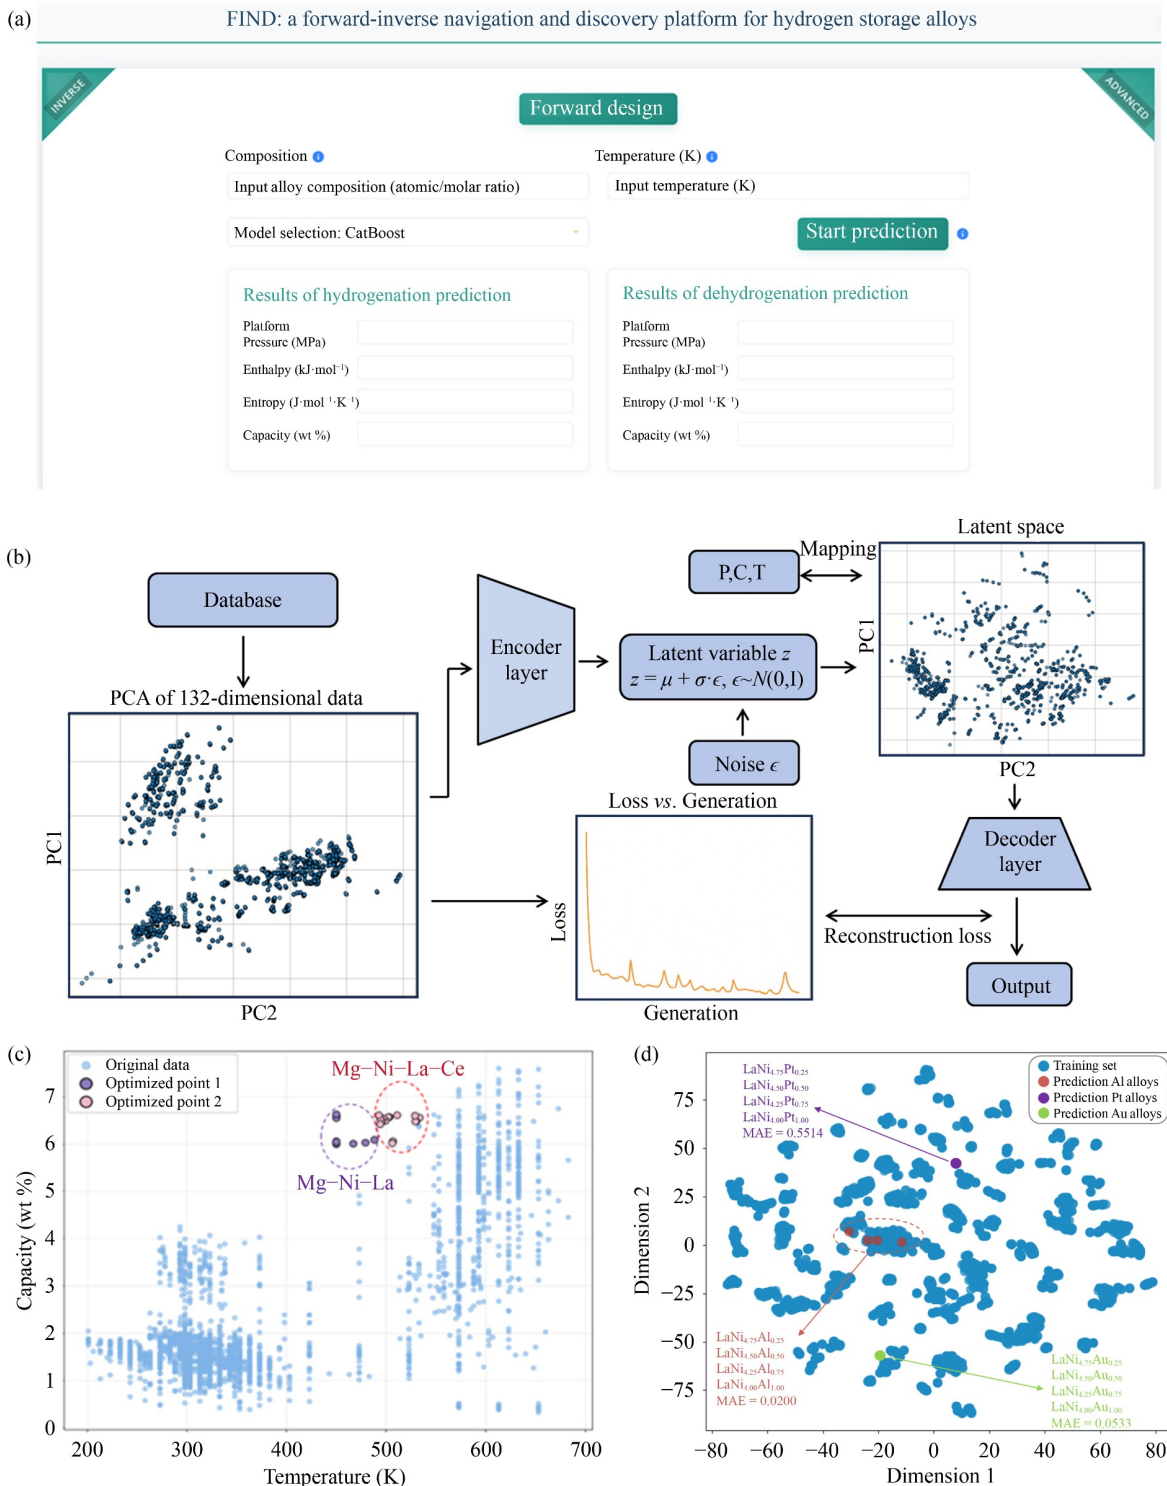 (a)
FIND: a forward-inverse navigation and discovery platform for hydrogen storage alloys
INVERSE
ADVANCED
Forward design
Composition
Temperature (K)
Input alloy composition (atomic/molar ratio)
Input temperature (K)
Model selection: CatBoost
Start prediction
Results of hydrogenation prediction
Results of dehydrogenation prediction
Platform
Pressure (MPa)
Enthalpy (kJ·mol⁻¹)
Entropy (J·mol⁻¹·K⁻¹)
Capacity (wt %)
Platform
Pressure (MPa)
Enthalpy (kJ·mol⁻¹)
Entropy (J·mol⁻¹·K⁻¹)
Capacity (wt %)
(b)
Database
PCA of 132-dimensional data
PC1
PC2
Encoder
layer
P,C,T
Mapping
Latent variable z
z = μ + σ·ϵ, ϵ~N(0,I)
Noise ϵ
Latent space
PC1
PC2
Loss vs. Generation
Loss
Generation
Decoder
layer
Reconstruction loss
Output
(c)
Original data
Optimized point 1
Optimized point 2
Mg−Ni−La−Ce
Mg−Ni−La
Capacity (wt %)
7
6
5
4
3
2
1
0
200 300 400 500 600 700
Temperature (K)
(d)
LaNi₄.₇₅Pt₀.₂₅
LaNi₄.₅₀Pt₀.₅₀
LaNi₄.₂₅Pt₀.₇₅
LaNi₄.₀₀Pt₁.₀₀
MAE = 0.5514
Training set
Prediction Al alloys
Prediction Pt alloys
Prediction Au alloys
LaNi₄.₇₅Al₀.₂₅
LaNi₄.₅₀Al₀.₅₀
LaNi₄.₂₅Al₀.₇₅
LaNi₄.₀₀Al₁.₀₀
MAE = 0.0200
LaNi₄.₇₅Au₀.₂₅
LaNi₄.₅₀Au₀.₅₀
LaNi₄.₂₅Au₀.₇₅
LaNi₄.₀₀Au₁.₀₀
MAE = 0.0533
Dimension 2
75
50
25
0
−25
−50
−75
−80 −60 −40 −20 0 20 40 60 80
Dimension 1